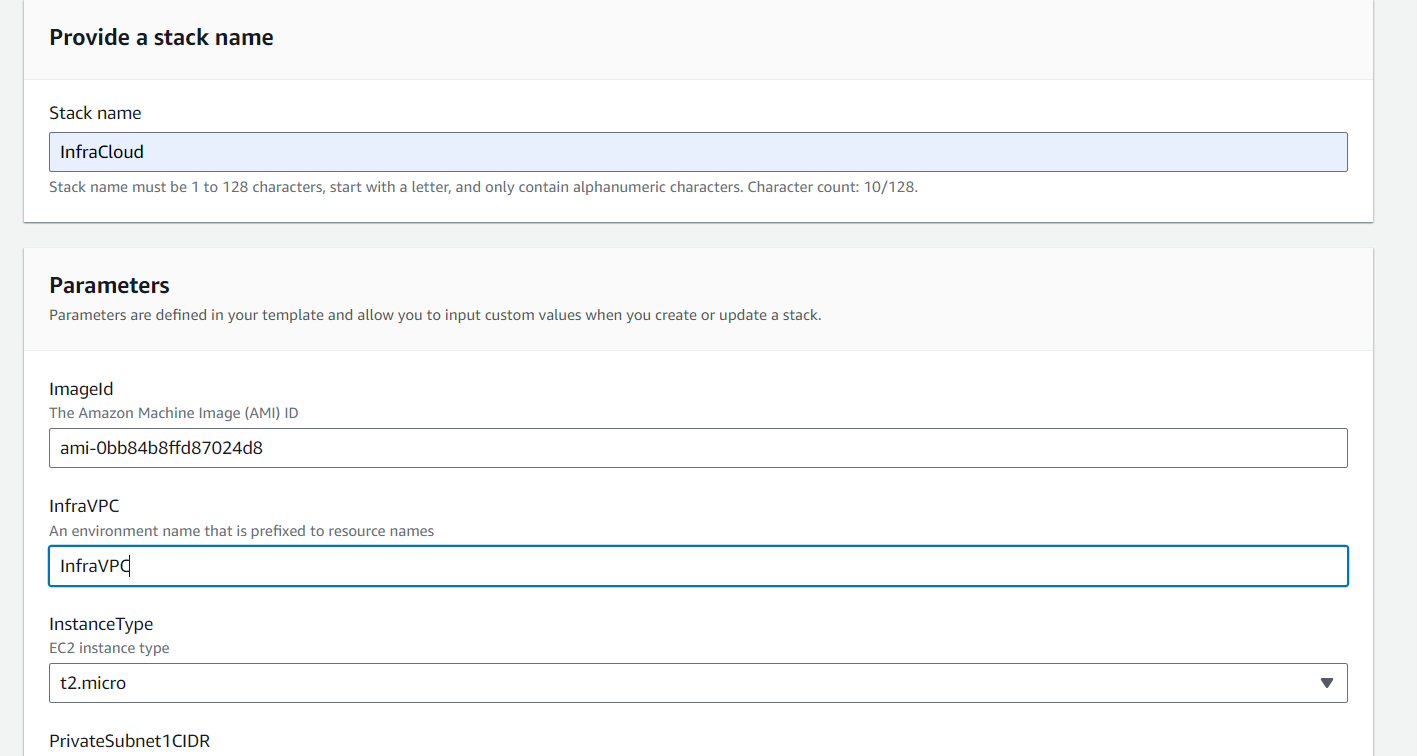 Provide a stack name
Stack name
InfraCloud
Stack name must be 1 to 128 characters, start with a letter, and only contain alphanumeric characters. Character count: 10/128.
Parameters
Parameters are defined in your template and allow you to input custom values when you create or update a stack.
ImageId
The Amazon Machine Image (AMI) ID
ami-0bb84b8ffd87024d8
InfraVPC
An environment name that is prefixed to resource names
InfraVPC
InstanceType
EC2 instance type
t2.micro
PrivateSubnet1CIDR